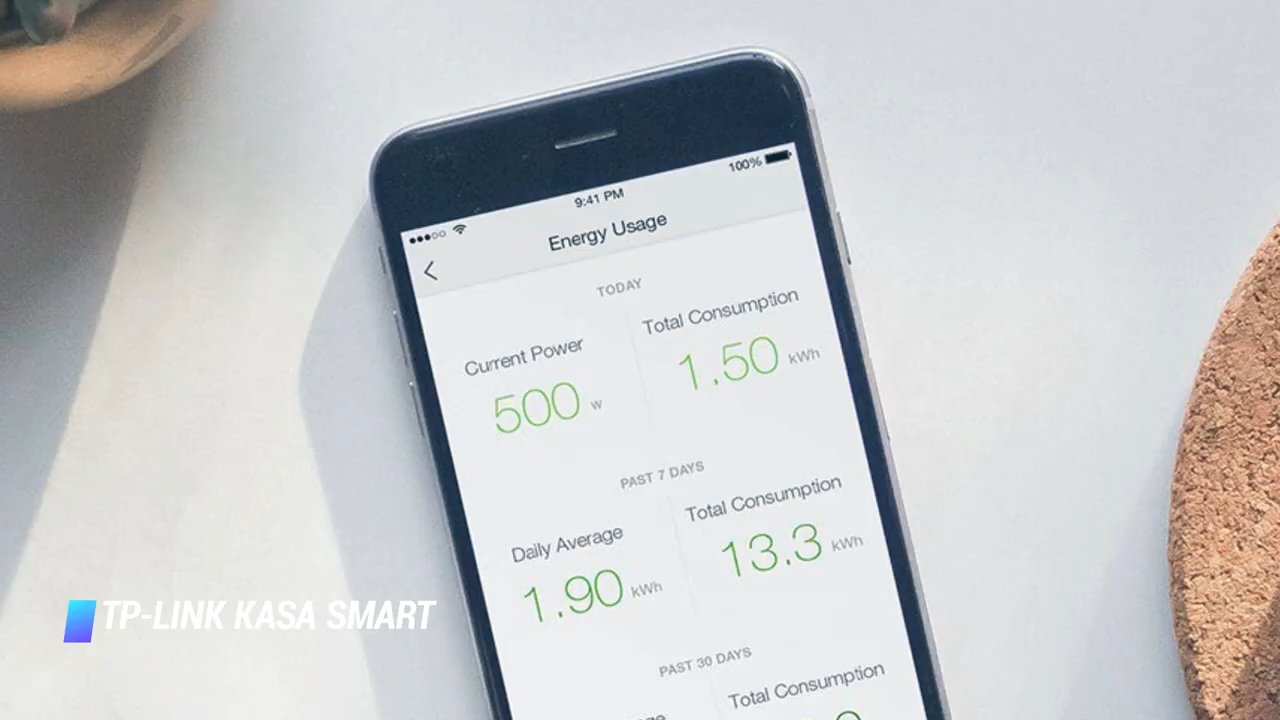 100%
9:41 PM
Energy Usage
TODAY
Current Power
Total Consumption
500 w
1.50 kWh
PAST 7 DAYS
Daily Average
Total Consumption
1.90 kWh
13.3 kWh
PAST 30 DAYS
Total Consumption
TP-LINK KASA SMART